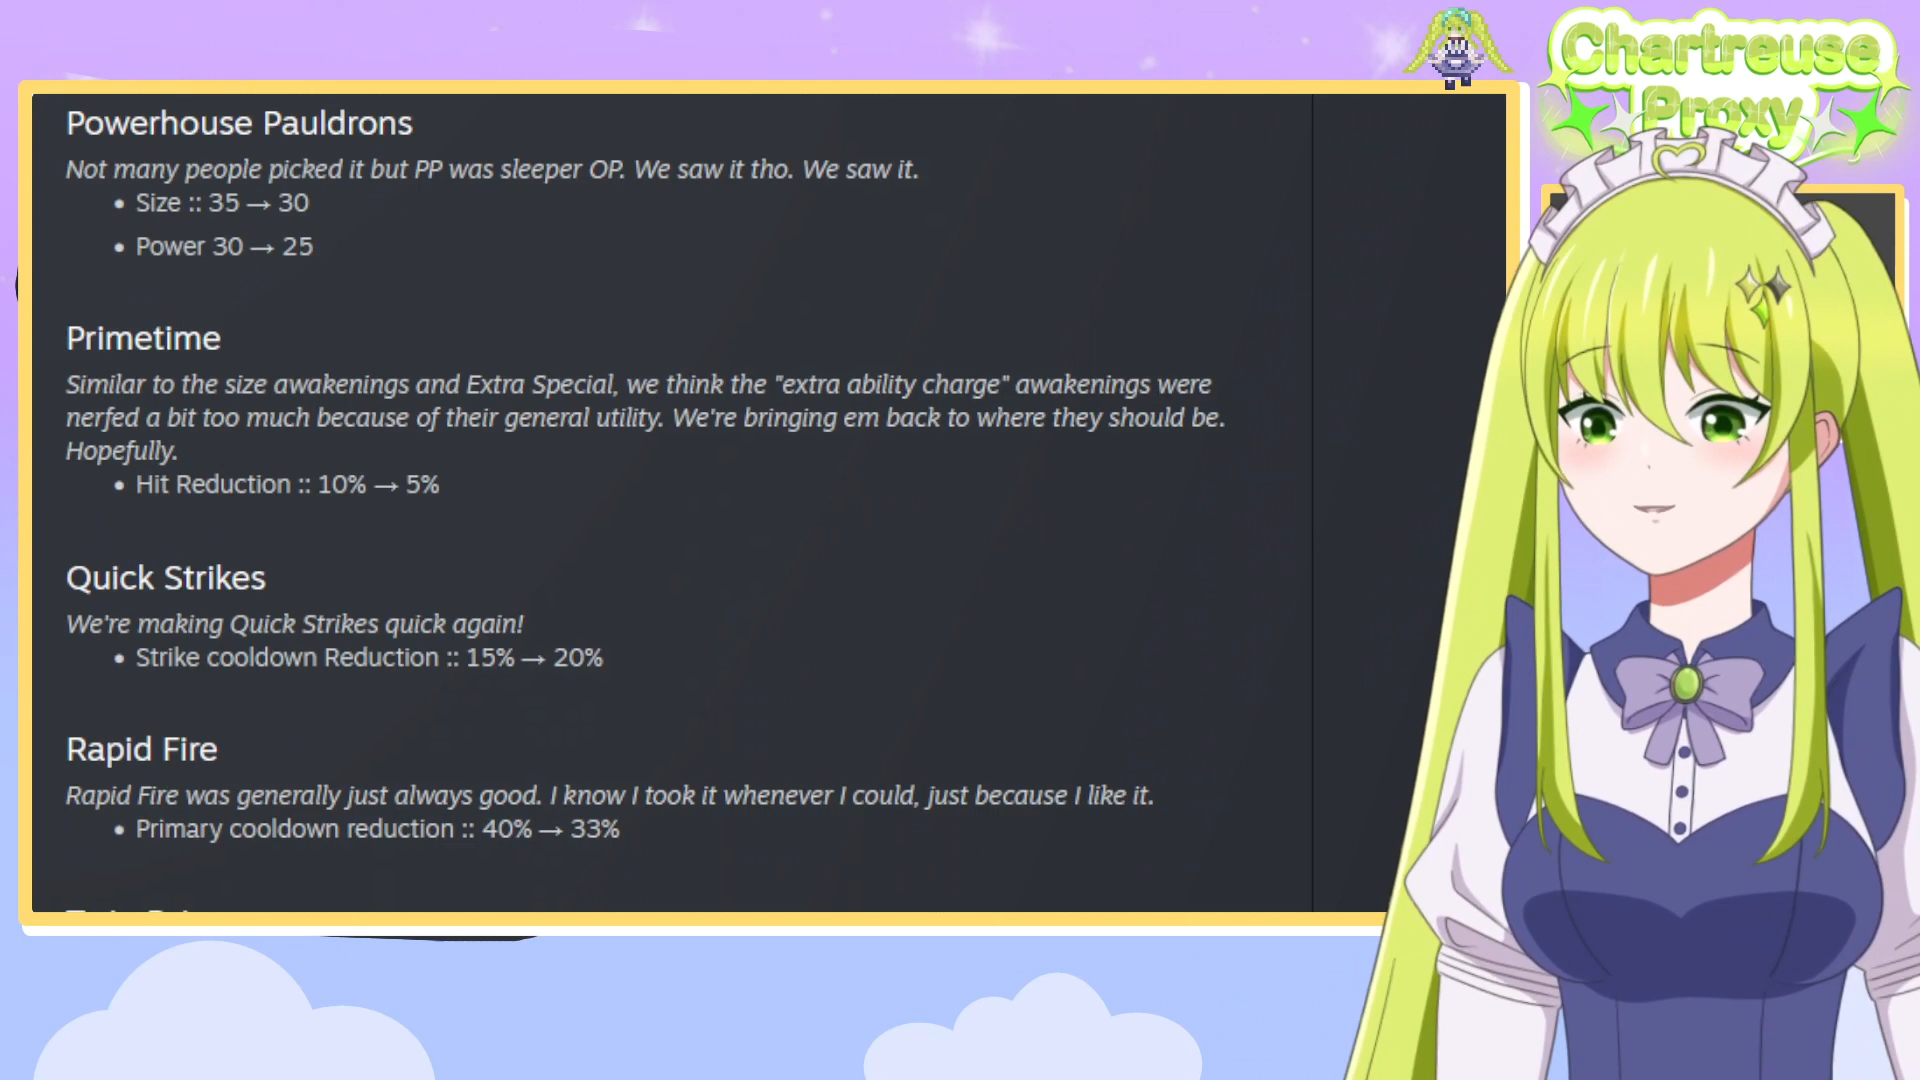 Chartreuse
Proxy
Powerhouse Pauldrons
Not many people picked it but PP was sleeper OP. We saw it tho. We saw it.
• Size :: 35 → 30
• Power 30 → 25
Primetime
Similar to the size awakenings and Extra Special, we think the "extra ability charge" awakenings were
nerfed a bit too much because of their general utility. We're bringing em back to where they should be.
Hopefully.
• Hit Reduction :: 10% → 5%
Quick Strikes
We're making Quick Strikes quick again!
• Strike cooldown Reduction :: 15% → 20%
Rapid Fire
Rapid Fire was generally just always good. I know I took it whenever I could, just because I like it.
• Primary cooldown reduction :: 40% → 33%